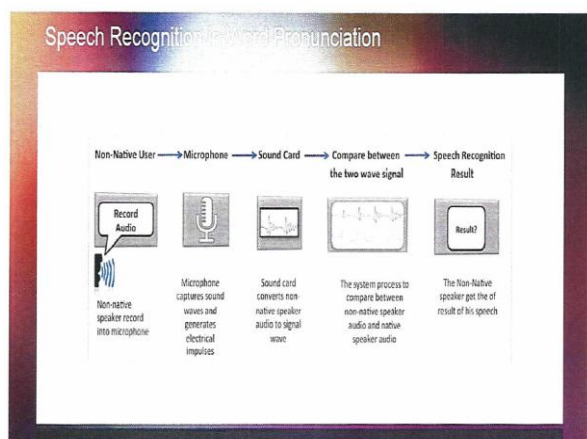 Speech Recognition in Word Pronunciation
Non-Native User
Microphone
Sound Card
Compare between
the two wave signal
Speech Recognition
Result
Record
Audio
Result?
Non-native
speaker record
into microphone
Microphone
captures sound
waves and
generates
electrical
impulses
Sound card
converts non-
native speaker
audio to signal
wave
The system process to
compare between
non-native speaker
audio and native
speaker audio
The Non-Native
speaker get the of
result of his speech